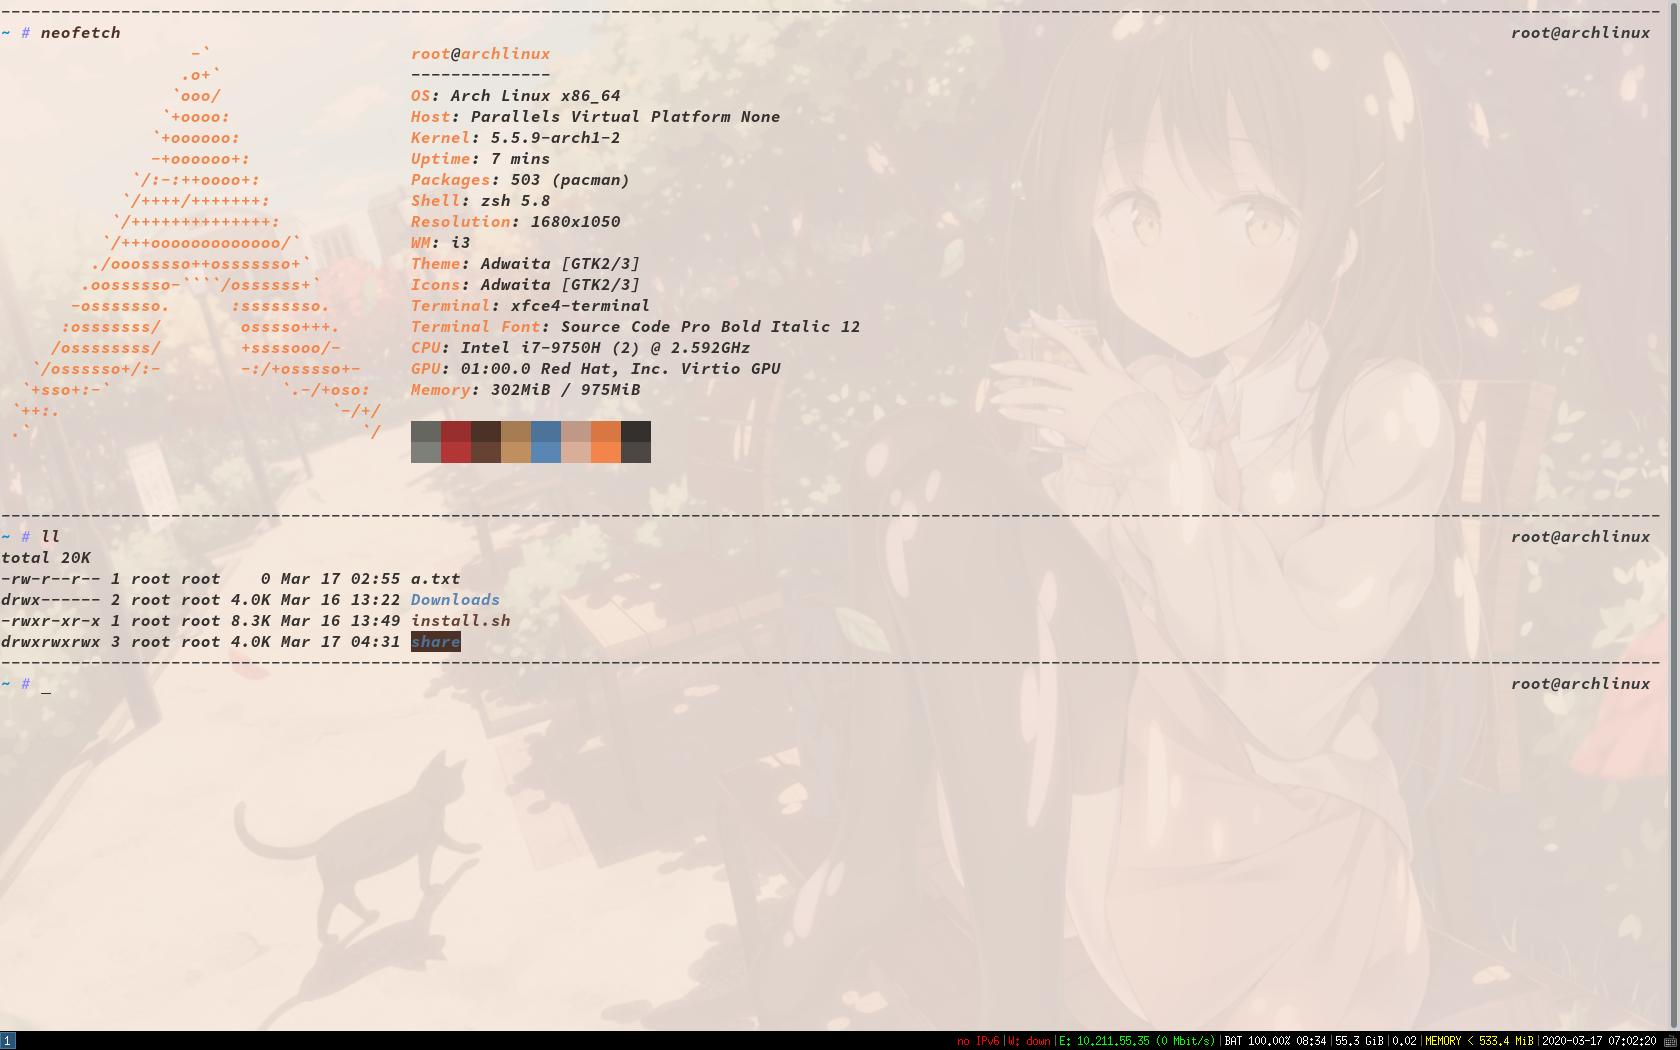 ~ # neofetch root@archlinux
-` root@archlinux
.o+` --------------
`ooo/ OS: Arch Linux x86_64
`+oooo: Host: Parallels Virtual Platform None
`+oooooo: Kernel: 5.5.9-arch1-2
-+oooooo+: Uptime: 7 mins
`/:-:++oooo+: Packages: 503 (pacman)
`/++++/+++++++: Shell: zsh 5.8
`/++++++++++++++: Resolution: 1680x1050
`/+++ooooooooooooo/` WM: i3
./ooosssso++osssssso+` Theme: Adwaita [GTK2/3]
.oossssso-````/ossssss+` Icons: Adwaita [GTK2/3]
-osssssso. :ssssssso. Terminal: xfce4-terminal
:osssssss/ osssso+++. Terminal Font: Source Code Pro Bold Italic 12
/ossssssss/ +ssssooo/- CPU: Intel i7-9750H (2) @ 2.592GHz
`/ossssso+/:- -:/+osssso+- GPU: 01:00.0 Red Hat, Inc. Virtio GPU
`+sso+:-` `.-/+oso: Memory: 302MiB / 975MiB
`++:. `-/+/
.` `/
~ # ll root@archlinux
total 20K
-rw-r--r-- 1 root root 0 Mar 17 02:55 a.txt
drwx------ 2 root root 4.0K Mar 16 13:22 Downloads
-rwxr-xr-x 1 root root 8.3K Mar 16 13:49 install.sh
drwxrwxrwx 3 root root 4.0K Mar 17 04:31 share
~ # _ root@archlinux
1 no IPv6|W: down|E: 10.211.55.35 (0 Mbit/s)|BAT 100.00% 08:34|55.3 GiB|0.02|MEMORY < 533.4 MiB|2020-03-17 07:02:20